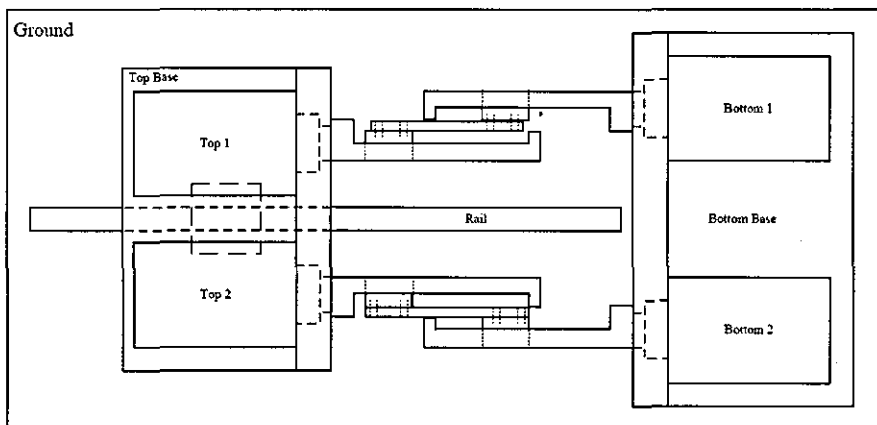 Ground
Top Base
Bottom 1
Top 1
Rail
Bottom Base
Top 2
Bottom 2